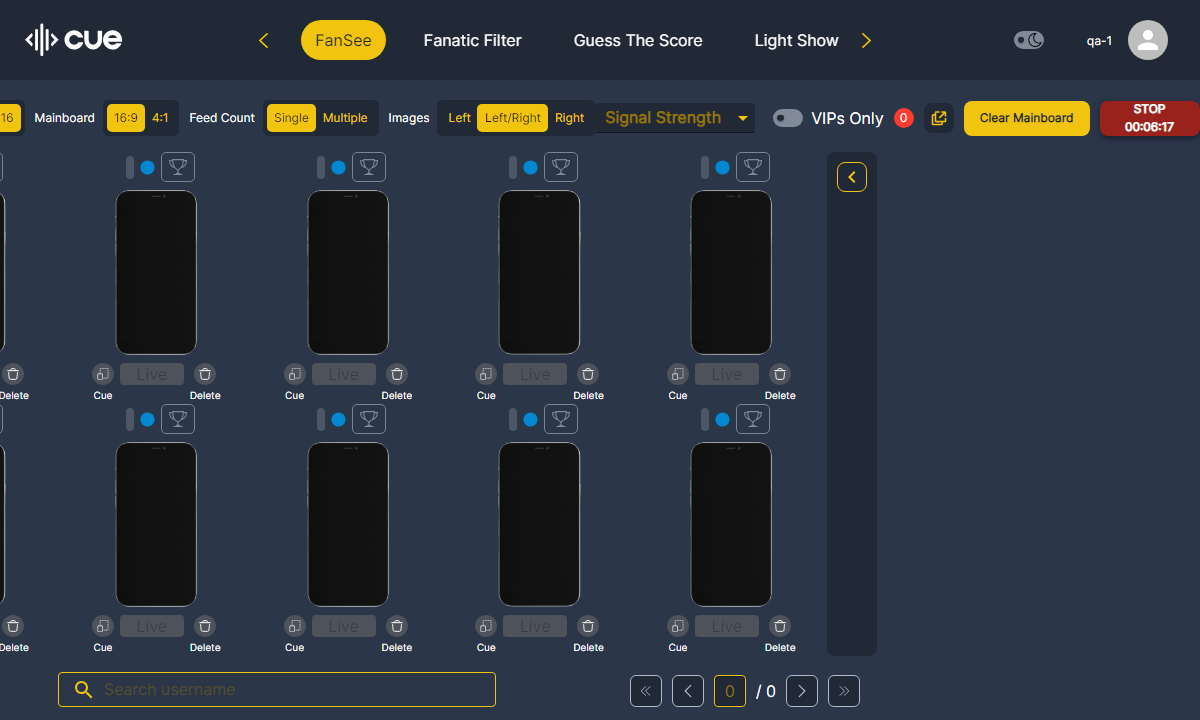 cue
FanSee
Fanatic Filter
Guess The Score
Light Show
qa-1
16
Mainboard
16:9
4:1
Feed Count
Single
Multiple
Images
Left
Left/Right
Right
Signal Strength
VIPs Only
0
Clear Mainboard
STOP
00:06:17
Live
Live
Live
Live
Delete
Cue
Delete
Cue
Delete
Cue
Delete
Cue
Delete
Live
Live
Live
Live
Delete
Cue
Delete
Cue
Delete
Cue
Delete
Cue
Delete
Search username
0
/ 0